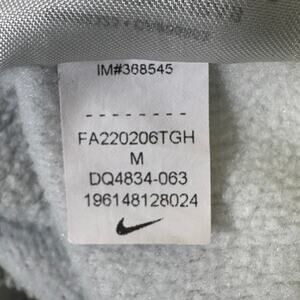 IM#368545
--------
FA220206TGH
M
DQ4834-063
196148128024